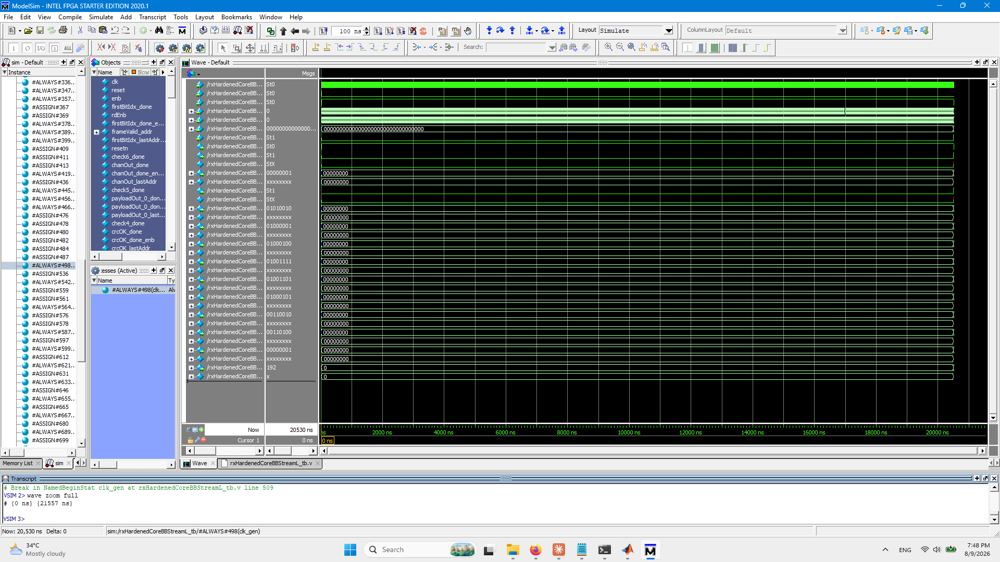 ModelSim - INTEL FPGA STARTER EDITION 2020.1
File Edit View Compile Simulate Add Transcript Tools Layout Bookmarks Window Help
100 ns
Layout Simulate
ColumnLayout Default
Search:
sim - Default
Instance
#ALWAYS#336...
#ALWAYS#347...
#ALWAYS#357...
#ASSIGN#367
#ASSIGN#369
#ALWAYS#378...
#ALWAYS#389...
#ALWAYS#399...
#ASSIGN#409
#ASSIGN#411
#ASSIGN#413
#ALWAYS#419...
#ASSIGN#436
#ALWAYS#445...
#ALWAYS#456...
#ALWAYS#466...
#ASSIGN#476
#ASSIGN#478
#ASSIGN#480
#ASSIGN#482
#ASSIGN#484
#ASSIGN#487
#ALWAYS#498...
#ASSIGN#536
#ALWAYS#542...
#ASSIGN#559
#ASSIGN#561
#ALWAYS#564...
#ASSIGN#576
#ASSIGN#578
#ALWAYS#587...
#ASSIGN#597
#ALWAYS#599...
#ASSIGN#612
#ALWAYS#621...
#ASSIGN#631
#ALWAYS#633...
#ASSIGN#646
#ALWAYS#655...
#ASSIGN#665
#ALWAYS#667...
#ASSIGN#680
#ALWAYS#689...
#ASSIGN#699
Memory List
sim
Objects
Name
Now
clk
reset
enb
firstBitIdx_done
rdEnb
firstBitIdx_done_e...
frameValid_addr
firstBitIdx_lastAddr...
resetn
check6_done
chanOut_done
chanOut_done_en...
chanOut_lastAddr
check5_done
payloadOut_0_don...
payloadOut_0_don...
payloadOut_0_last...
check4_done
crcOK_done
crcOK_done_enb
crcOK_lastAddr
:esses (Active)
Name Ty
#ALWAYS#498(clk... Alw
Wave - Default
Msgs
/rxHardenedCoreBB... St0
/rxHardenedCoreBB... St0
/rxHardenedCoreBB... St0
/rxHardenedCoreBB... 0
/rxHardenedCoreBB... 0
/rxHardenedCoreBB... 00000000000000... 00000000000000000000000000000000
/rxHardenedCoreBB... St1
/rxHardenedCoreBB... St0
/rxHardenedCoreBB... St1
/rxHardenedCoreBB... StX
/rxHardenedCoreBB... 00000001 00000000
/rxHardenedCoreBB... xxxxxxxx 00000000
/rxHardenedCoreBB... St1
/rxHardenedCoreBB... StX
/rxHardenedCoreBB... 01010010 00000000
/rxHardenedCoreBB... xxxxxxxx 00000000
/rxHardenedCoreBB... 01000001 00000000
/rxHardenedCoreBB... xxxxxxxx 00000000
/rxHardenedCoreBB... 01000100 00000000
/rxHardenedCoreBB... xxxxxxxx 00000000
/rxHardenedCoreBB... 01001111 00000000
/rxHardenedCoreBB... xxxxxxxx 00000000
/rxHardenedCoreBB... 01001101 00000000
/rxHardenedCoreBB... xxxxxxxx 00000000
/rxHardenedCoreBB... 01000101 00000000
/rxHardenedCoreBB... xxxxxxxx 00000000
/rxHardenedCoreBB... 00110010 00000000
/rxHardenedCoreBB... xxxxxxxx 00000000
/rxHardenedCoreBB... 00110100 00000000
/rxHardenedCoreBB... xxxxxxxx 00000000
/rxHardenedCoreBB... 00000001 00000000
/rxHardenedCoreBB... xxxxxxxx 00000000
/rxHardenedCoreBB... 192 0
/rxHardenedCoreBB... x 0
Now 20530 ns
ns 2000 ns 4000 ns 6000 ns 8000 ns 10000 ns 12000 ns 14000 ns 16000 ns 18000 ns 20000 ns
Cursor 1 0 ns 0 ns
Wave
rxHardenedCoreBBStreamL_tb.v
Transcript
# Break in NamedBeginStat clk_gen at rxHardenedCoreBBStreamL_tb.v line 509
VSIM 2> wave zoom full
# {0 ns} {21557 ns}
VSIM 3>
Now: 20,530 ns Delta: 0
sim:/rxHardenedCoreBBStreamL_tb/#ALWAYS#498(clk_gen)
34°C
Mostly cloudy
Search
ENG
7:48 PM
8/9/2026